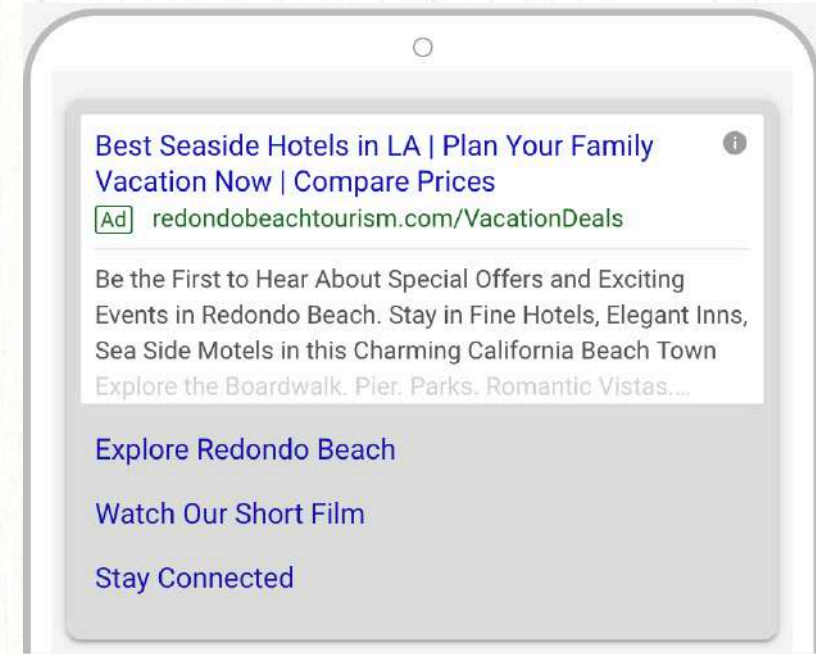 Best Seaside Hotels in LA | Plan Your Family
Vacation Now | Compare Prices
Ad redondobeachtourism.com/VacationDeals
Be the First to Hear About Special Offers and Exciting
Events in Redondo Beach. Stay in Fine Hotels, Elegant Inns,
Sea Side Motels in this Charming California Beach Town
Explore the Boardwalk. Pier. Parks. Romantic Vistas....
Explore Redondo Beach
Watch Our Short Film
Stay Connected